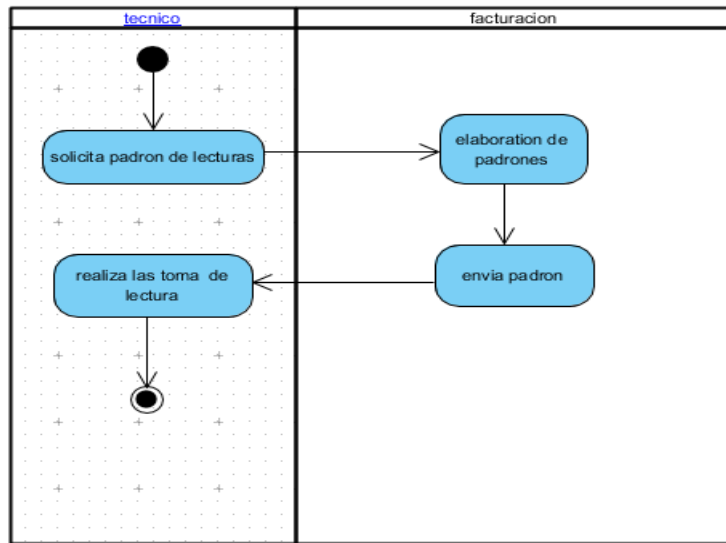 tecnico
facturacion
solicita padron de lecturas
elaboration de
padrones
envia padron
realiza las toma de
lectura